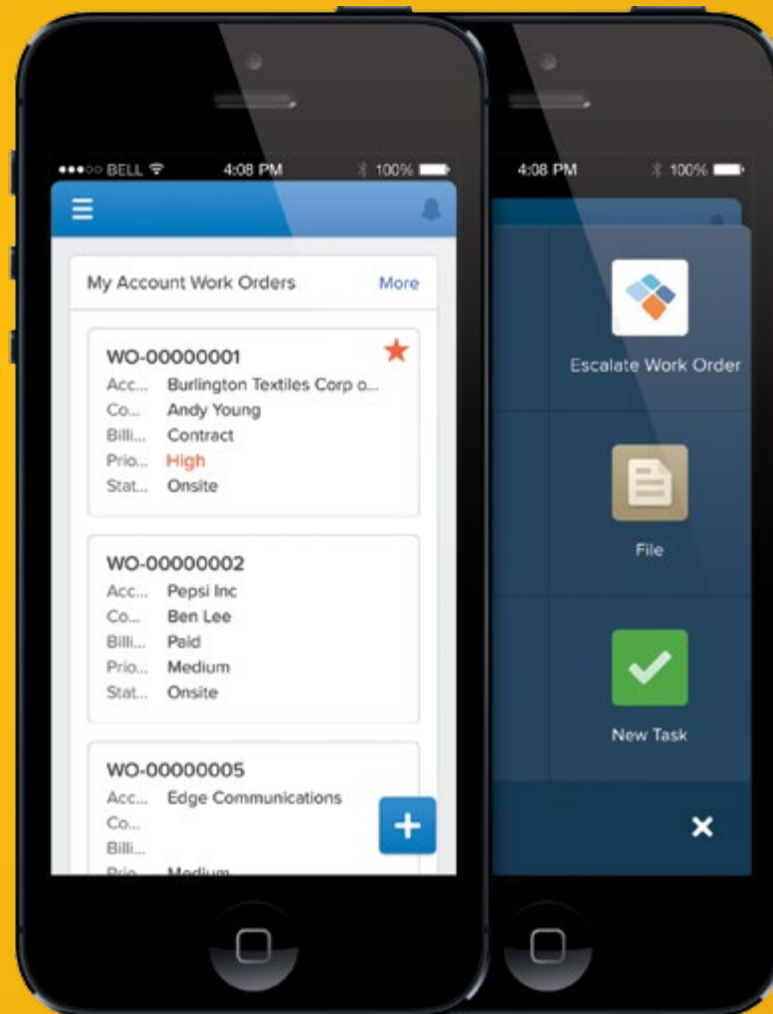 BELL 4:08 PM 100%
My Account Work Orders More
WO-00000001
Acc... Burlington Textiles Corp o...
Co... Andy Young
Billi... Contract
Prio... High
Stat... Onsite
WO-00000002
Acc... Pepsi Inc
Co... Ben Lee
Billi... Paid
Prio... Medium
Stat... Onsite
WO-00000005
Acc... Edge Communications
Co...
Billi...
Prio... Medium
4:08 PM 100%
Escalate Work Order
File
New Task